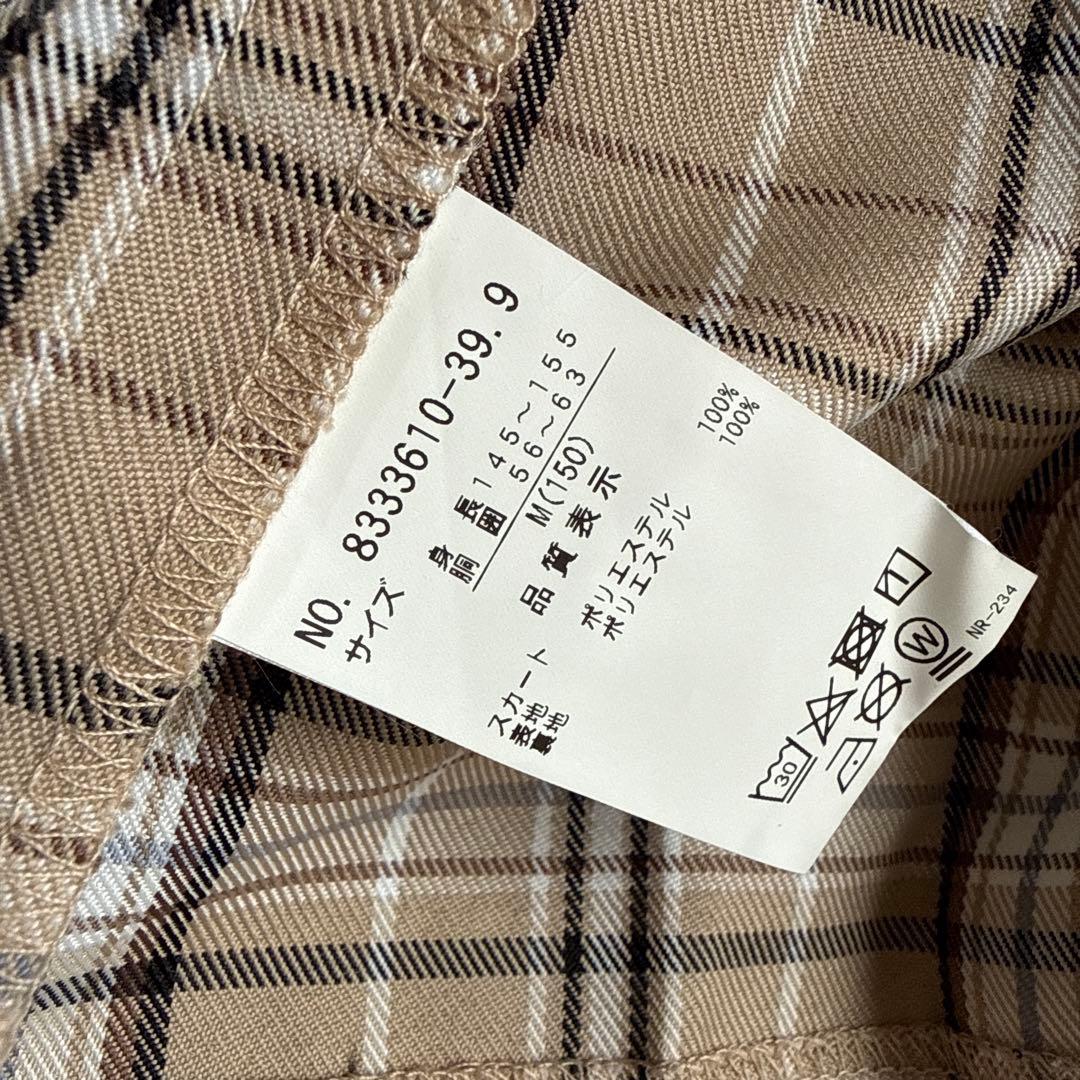 NO. 8333610-39.9
サイズ
身 長 145～155
胴 囲 56～63
M(150)
品質表示
スカート
表地 ポリエステル 100%
裏地 ポリエステル 100%
30
1
W
NR-234